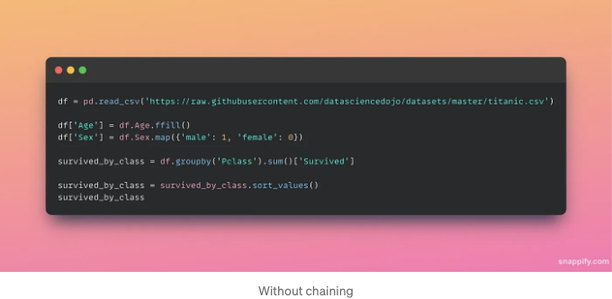 df = pd.read_csv('https://raw.githubusercontent.com/datasciencedojo/datasets/master/titanic.csv')
df['Age'] = df.Age.ffill()
df['Sex'] = df.Sex.map({'male': 1, 'female': 0})
survived_by_class = df.groupby('Pclass').sum()['Survived']
survived_by_class = survived_by_class.sort_values()
survived_by_class
snappify.com
Without chaining